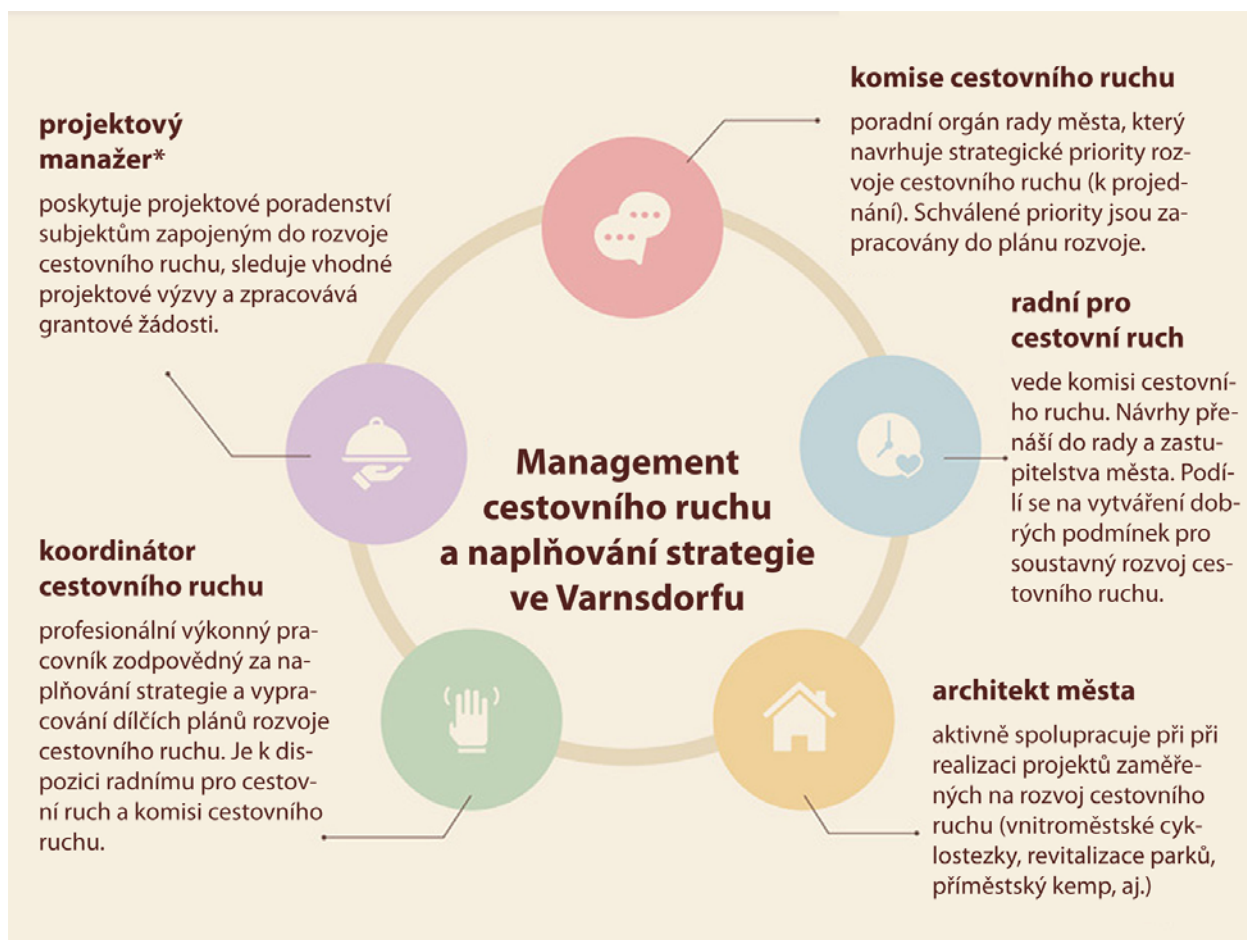 komise cestovního ruchu
poradní orgán rady města, který
navrhuje strategické priority roz-
voje cestovního ruchu (k projed-
nání). Schválené priority jsou za-
pracovány do plánu rozvoje.
projektový
manažer*
poskytuje projektové poradenství
subjektům zapojeným do rozvoje
cestovního ruchu, sleduje vhodné
projektové výzvy a zpracovává
grantové žádosti.
radní pro
cestovní ruch
vede komisi cestovní-
ho ruchu. Návrhy pře-
náší do rady a zastu-
pitelstva města. Podí-
lí se na vytváření dob-
rých podmínek pro
soustavný rozvoj ces-
tovního ruchu.
Management
cestovního ruchu
a naplňování strategie
ve Varnsdorfu
koordinátor
cestovního ruchu
profesionální výkonný pra-
covník zodpovědný za na-
plňování strategie a vypra-
cování dílčích plánů rozvoje
cestovního ruchu. Je k dis-
pozici radnímu pro cestov-
ní ruch a komisi cestovního
ruchu.
architekt města
aktivně spolupracuje při při
realizaci projektů zaměře-
ných na rozvoj cestovního
ruchu (vnitroměstské cyk-
lostezky, revitalizace parků,
příměstský kemp, aj.)